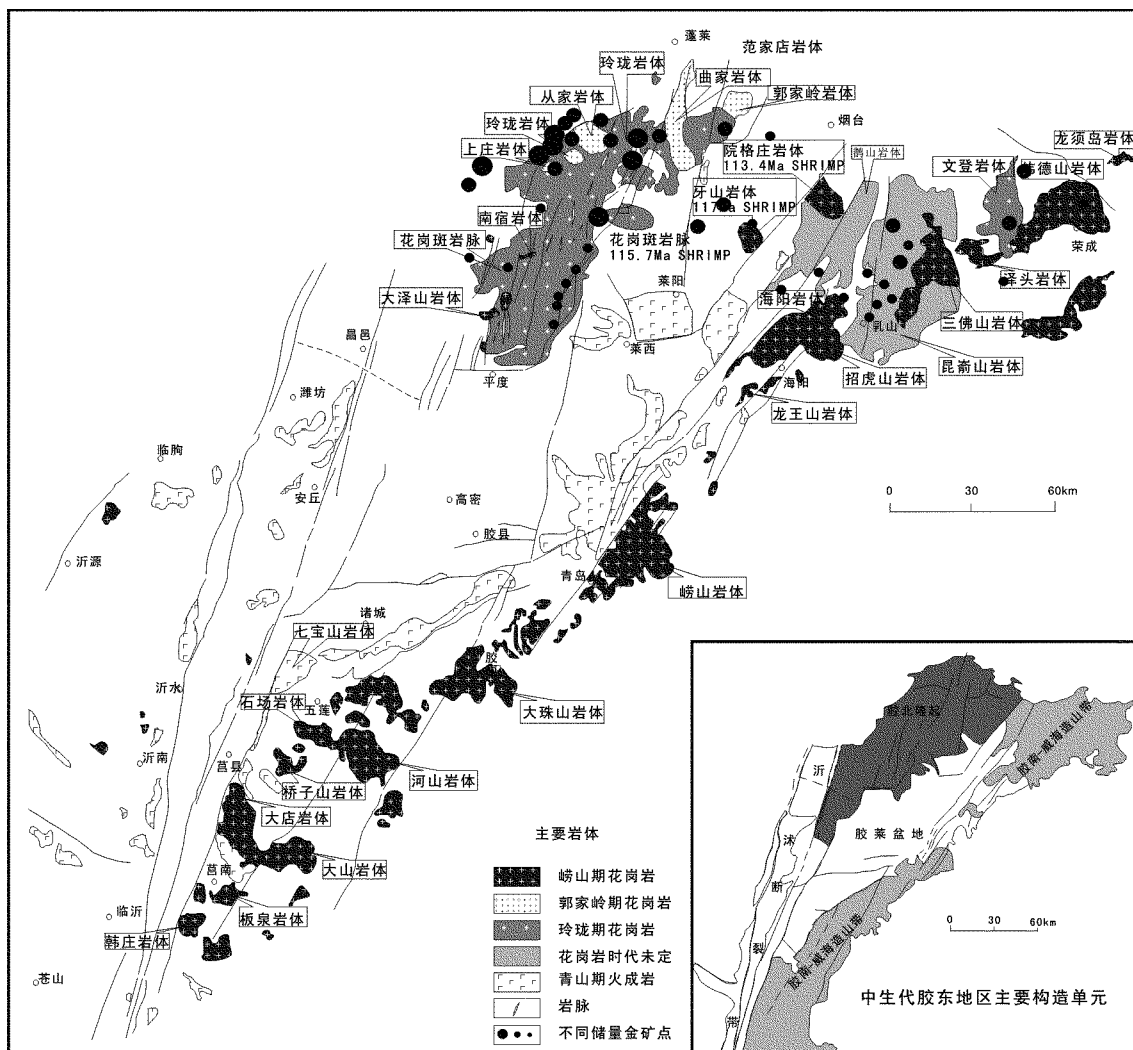 蓬莱
范家店岩体
玲珑岩体
曲家岩体
从家岩体
郭家岭岩体
玲珑岩体
烟台
上庄岩体
院格庄岩体
113.4Ma SHRIMP
鹊山岩体
龙须岛岩体
文登岩体
伟德山岩体
牙山岩体
SHRIMP
南宿岩体
花岗斑岩脉
花岗斑岩脉
115.7Ma SHRIMP
荣成
莱阳
泽头岩体
大泽山岩体
海阳岩体
三佛山岩体
乳山
昌邑
莱西
昆嵛山岩体
平度
海阳
招虎山岩体
潍坊
龙王山岩体
临朐
安丘
高密
0 30 60km
胶县
沂源
青岛
崂山岩体
诸城
七宝山岩体
胶
沂水
石场岩体
五莲
大珠山岩体
沂南
莒县
河山岩体
桥子山岩体
大店岩体
大山岩体
莒南
临沂
板泉岩体
韩庄岩体
苍山
主要岩体
崂山期花岗岩
郭家岭期花岗岩
玲珑期花岗岩
花岗岩时代未定
青山期火成岩
岩脉
不同储量金矿点
胶北隆起
胶南-威海造山带
沂
沭
断
裂
带
胶莱盆地
胶南-威海造山带
0 30 60km
中生代胶东地区主要构造单元